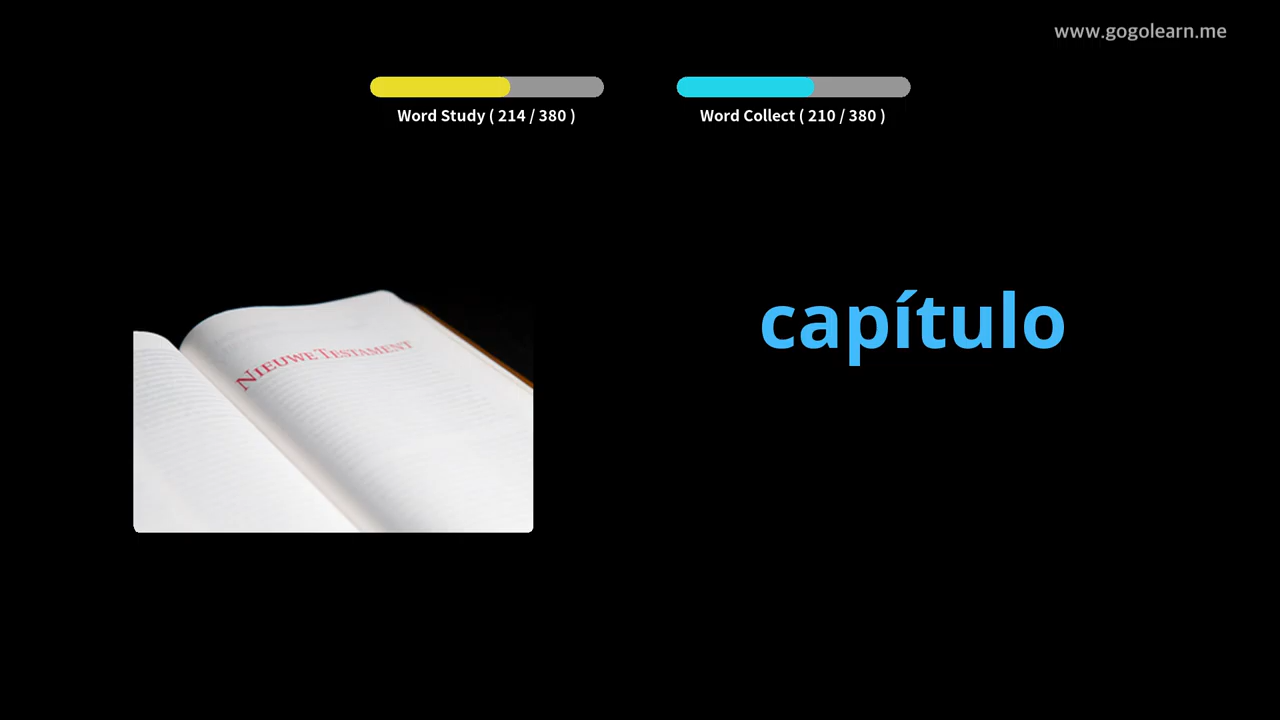 www.gogolearn.me
Word Study ( 214 / 380 )
Word Collect ( 210 / 380 )
capítulo
NIEUWE TESTAMENT